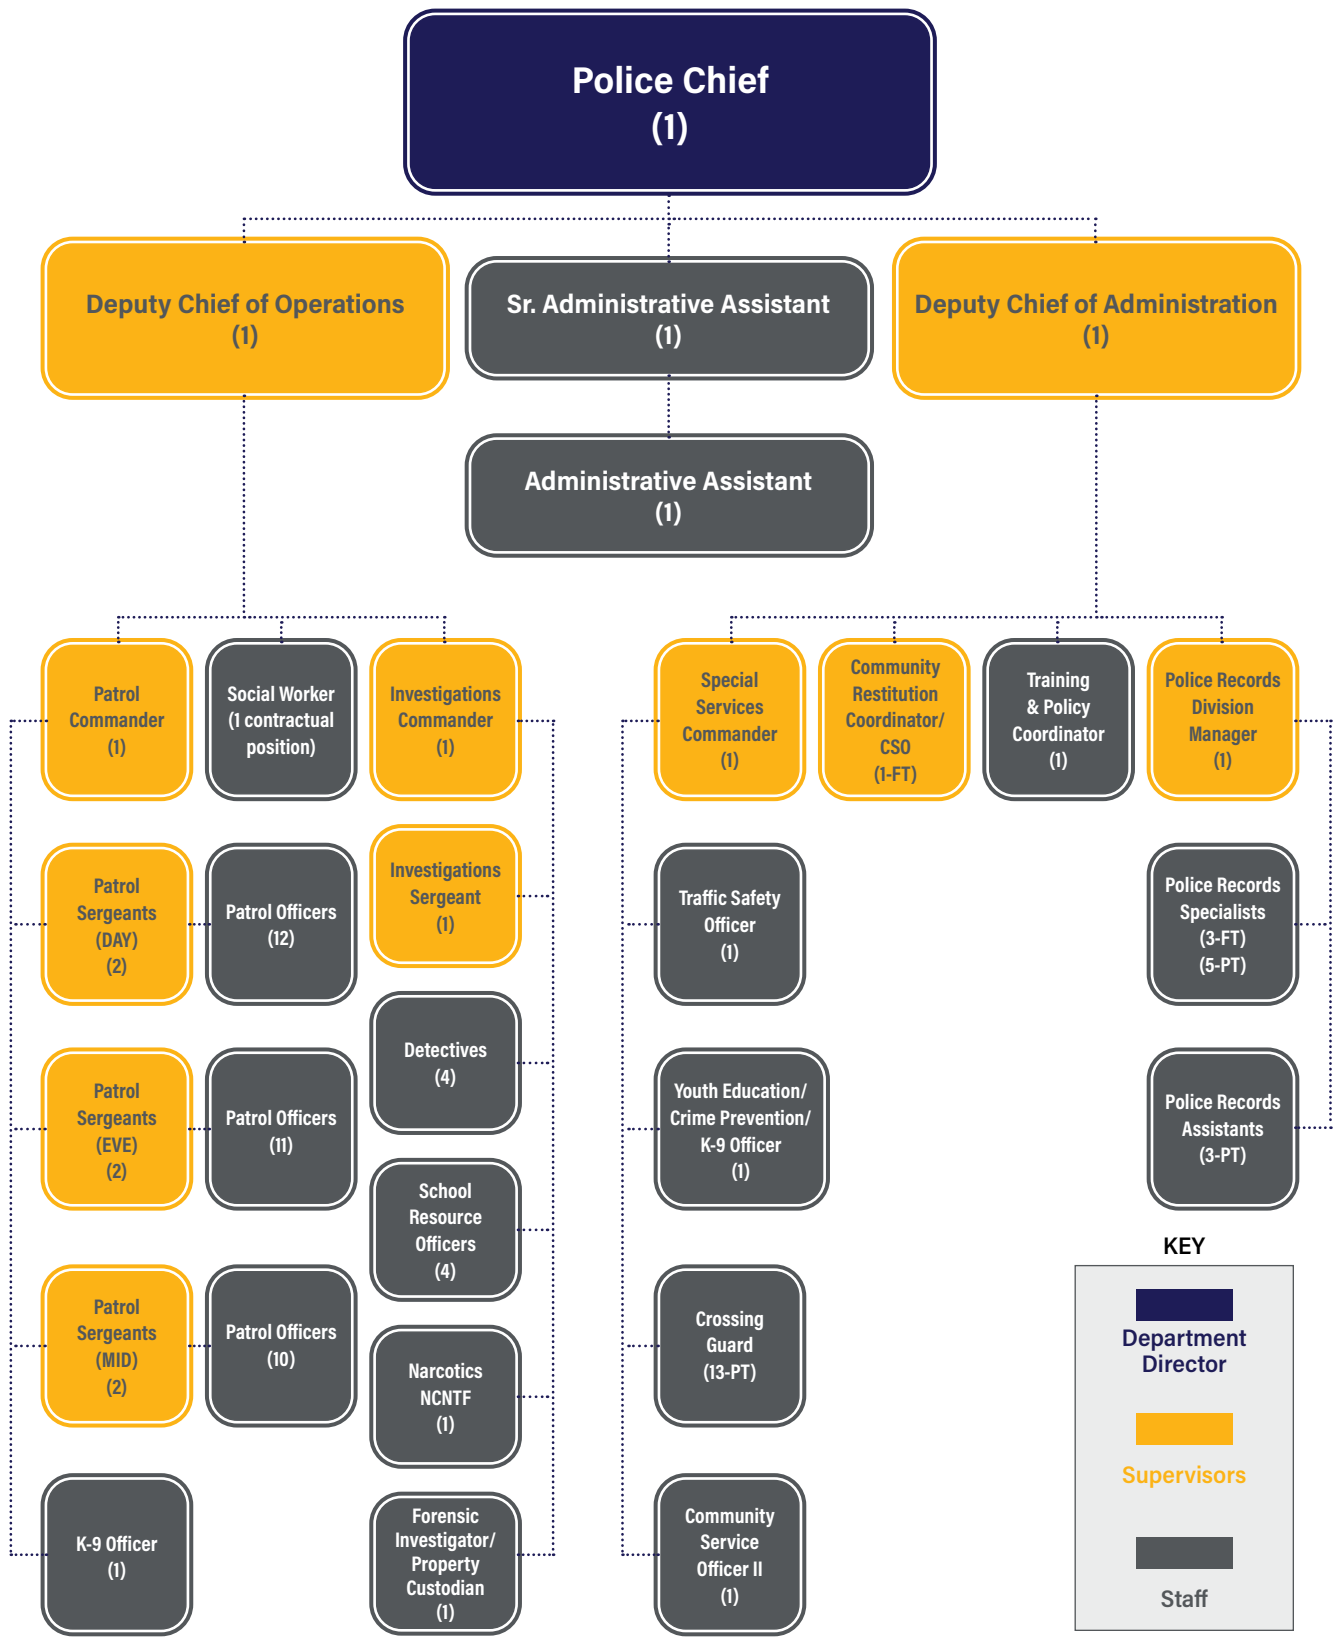 Police Chief
(1)
Deputy Chief of Operations
(1)
Sr. Administrative Assistant
(1)
Deputy Chief of Administration
(1)
Administrative Assistant
(1)
Patrol
Commander
(1)
Social Worker
(1 contractual
position)
Investigations
Commander
(1)
Special
Services
Commander
(1)
Community
Restitution
Coordinator/
CSO
(1-FT)
Training
& Policy
Coordinator
(1)
Police Records
Division
Manager
(1)
Patrol
Sergeants
(DAY)
(2)
Patrol Officers
(12)
Investigations
Sergeant
(1)
Traffic Safety
Officer
(1)
Police Records
Specialists
(3-FT)
(5-PT)
Detectives
(4)
Patrol
Sergeants
(EVE)
(2)
Patrol Officers
(11)
Youth Education/
Crime Prevention/
K-9 Officer
(1)
Police Records
Assistants
(3-PT)
School
Resource
Officers
(4)
Patrol
Sergeants
(MID)
(2)
Patrol Officers
(10)
Narcotics
NCNTF
(1)
Crossing
Guard
(13-PT)
K-9 Officer
(1)
Forensic
Investigator/
Property
Custodian
(1)
Community
Service
Officer II
(1)
KEY
Department
Director
Supervisors
Staff